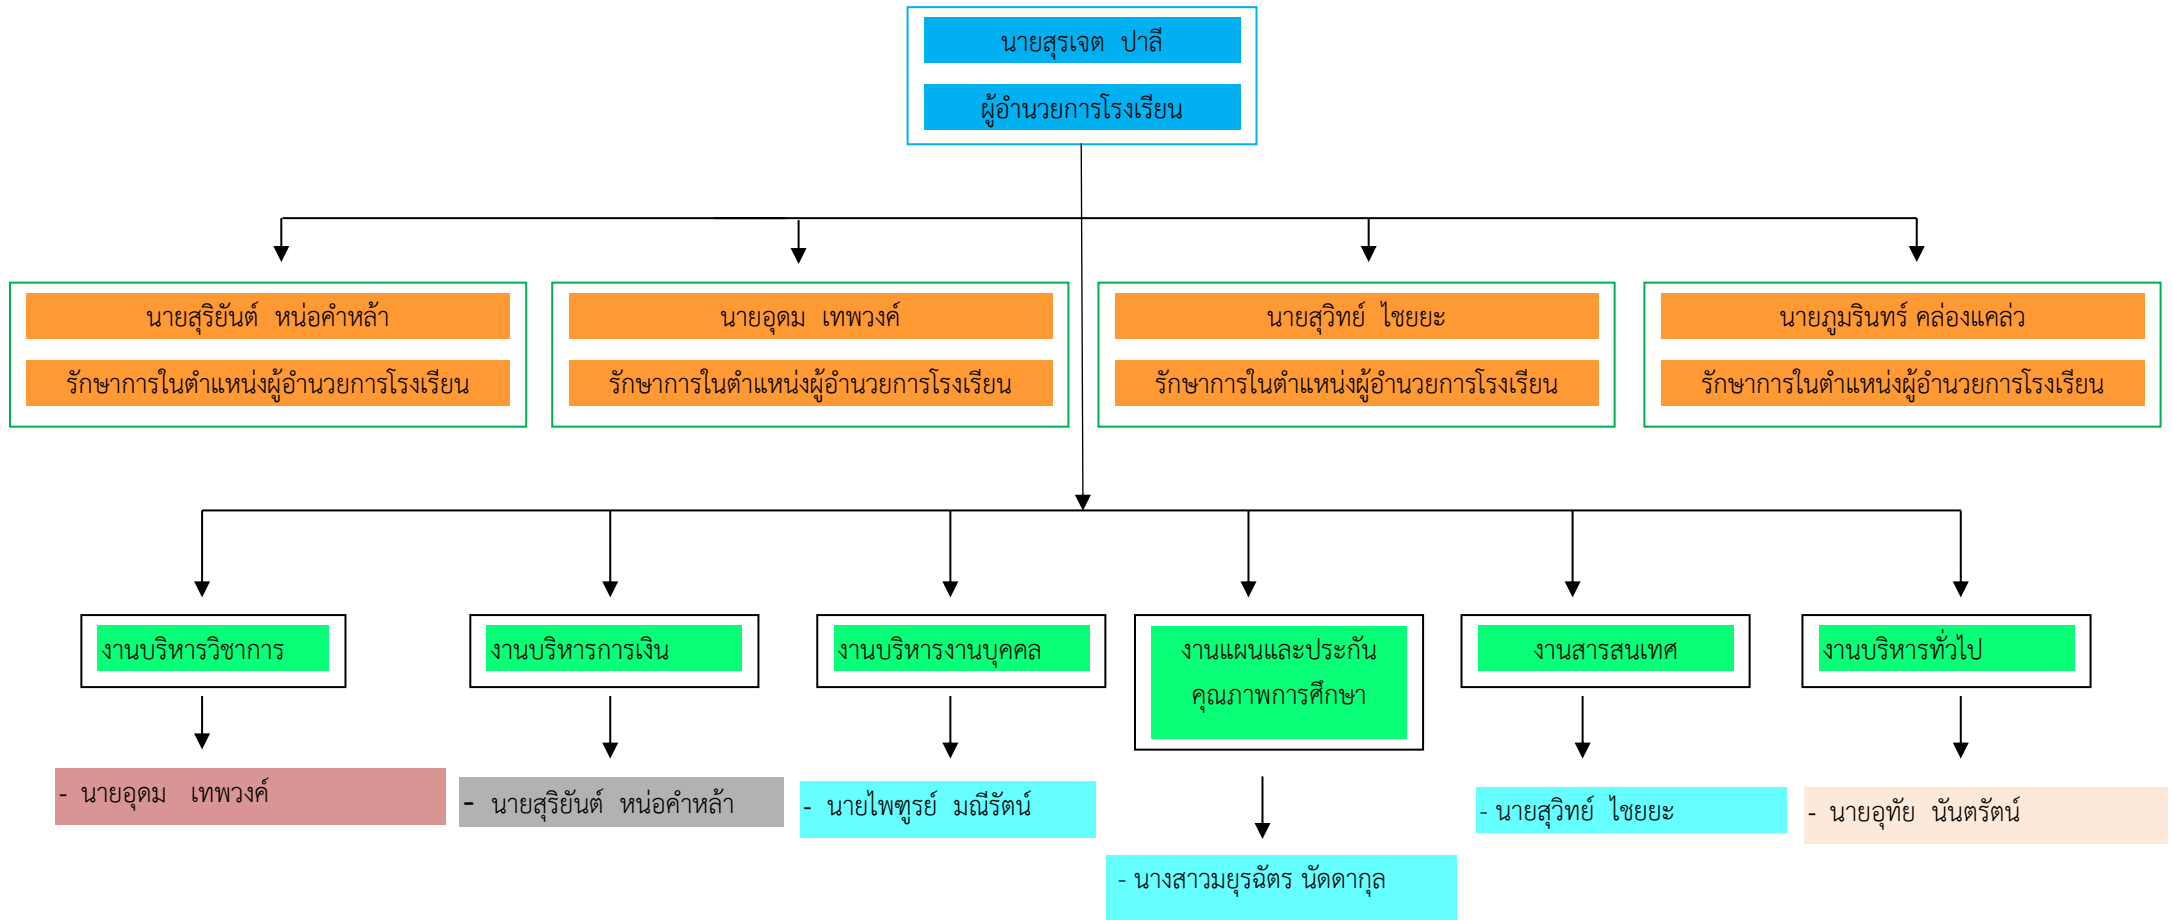 นายสุรเจต ปาลี
ผู้อำนวยการโรงเรียน
นายสุริยันต์ หน่อคำหล้า
รักษาการในตำแหน่งผู้อำนวยการโรงเรียน
นายอุดม เทพวงค์
รักษาการในตำแหน่งผู้อำนวยการโรงเรียน
นายสุวิทย์ ไชยยะ
รักษาการในตำแหน่งผู้อำนวยการโรงเรียน
นายภูมรินทร์ คล่องแคล่ว
รักษาการในตำแหน่งผู้อำนวยการโรงเรียน
งานบริหารวิชาการ
งานบริหารการเงิน
งานบริหารงานบุคคล
งานแผนและประกัน
คุณภาพการศึกษา
งานสารสนเทศ
งานบริหารทั่วไป
- นายอุดม เทพวงค์
- นายสุริยันต์ หน่อคำหล้า
- นายไพฑูรย์ มณีรัตน์
- นางสาวมยุรฉัตร นัดดากุล
- นายสุวิทย์ ไชยยะ
- นายอุทัย นันตรัตน์